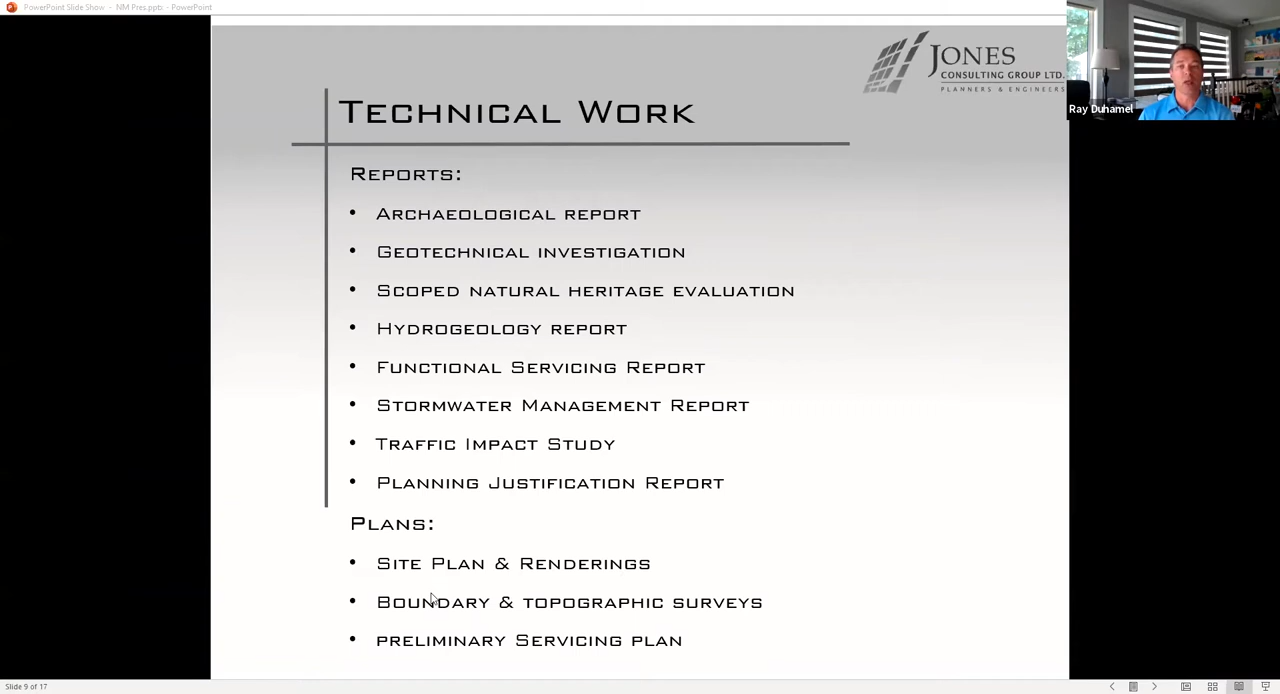 PowerPoint Slide Show - NM Pres.pptx - PowerPoint
JONES
CONSULTING GROUP LTD.
PLANNERS & ENGINEERS
Ray Duhamel
TECHNICAL WORK
REPORTS:
• ARCHAEOLOGICAL REPORT
• GEOTECHNICAL INVESTIGATION
• SCOPED NATURAL HERITAGE EVALUATION
• HYDROGEOLOGY REPORT
• FUNCTIONAL SERVICING REPORT
• STORMWATER MANAGEMENT REPORT
• TRAFFIC IMPACT STUDY
• PLANNING JUSTIFICATION REPORT
PLANS:
• SITE PLAN & RENDERINGS
• BOUNDARY & TOPOGRAPHIC SURVEYS
• PRELIMINARY SERVICING PLAN
Slide 9 of 17